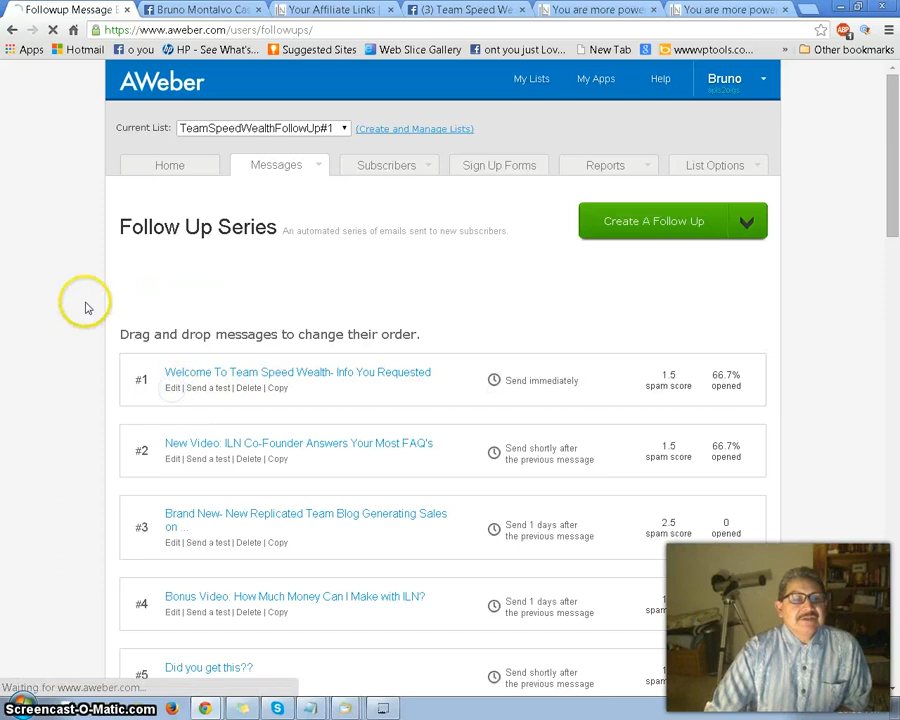 Followup Message E
Bruno Montalvo Cas
Your Affiliate Links
(3) Team Speed We
You are more powe
You are more powe
https://www.aweber.com/users/followups/
Apps
Hotmail
o you
HP - See What's...
Suggested Sites
Web Slice Gallery
ont you just Lov...
New Tab
wwwvptools.co...
Other bookmarks
AWeber
My Lists
My Apps
Help
Bruno
Current List:
TeamSpeedWealthFollowUp#1
(Create and Manage Lists)
Home
Messages
Subscribers
Sign Up Forms
Reports
List Options
Follow Up Series
An automated series of emails sent to new subscribers.
Create A Follow Up
Drag and drop messages to change their order.
#1
Welcome To Team Speed Wealth- Info You Requested
Edit | Send a test | Delete | Copy
Send immediately
1.5
spam score
66.7%
opened
#2
New Video: ILN Co-Founder Answers Your Most FAQ's
Edit | Send a test | Delete | Copy
Send shortly after
the previous message
1.5
spam score
66.7%
opened
#3
Brand New- New Replicated Team Blog Generating Sales
on ...
Edit | Send a test | Delete | Copy
Send 1 days after
the previous message
2.5
spam score
0
opened
#4
Bonus Video: How Much Money Can I Make with ILN?
Edit | Send a test | Delete | Copy
Send 1 days after
the previous message
#5
Did you get this??
Send shortly after
the previous message
Waiting for www.aweber.com...
Screencast-O-Matic.com